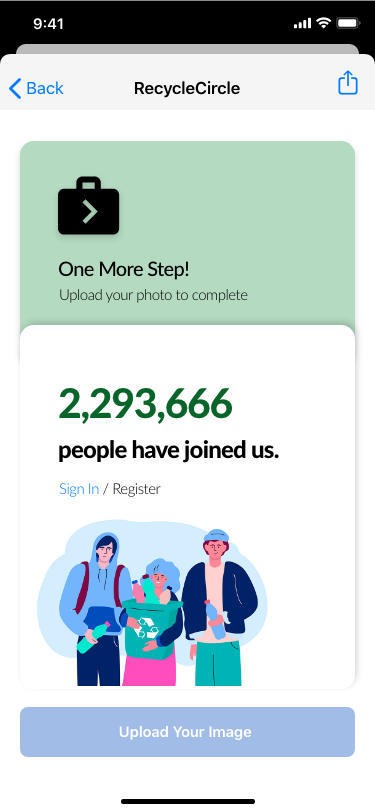 9:41
Back
RecycleCircle
One More Step!
Upload your photo to complete
2,293,666
people have joined us.
Sign In / Register
Upload Your Image